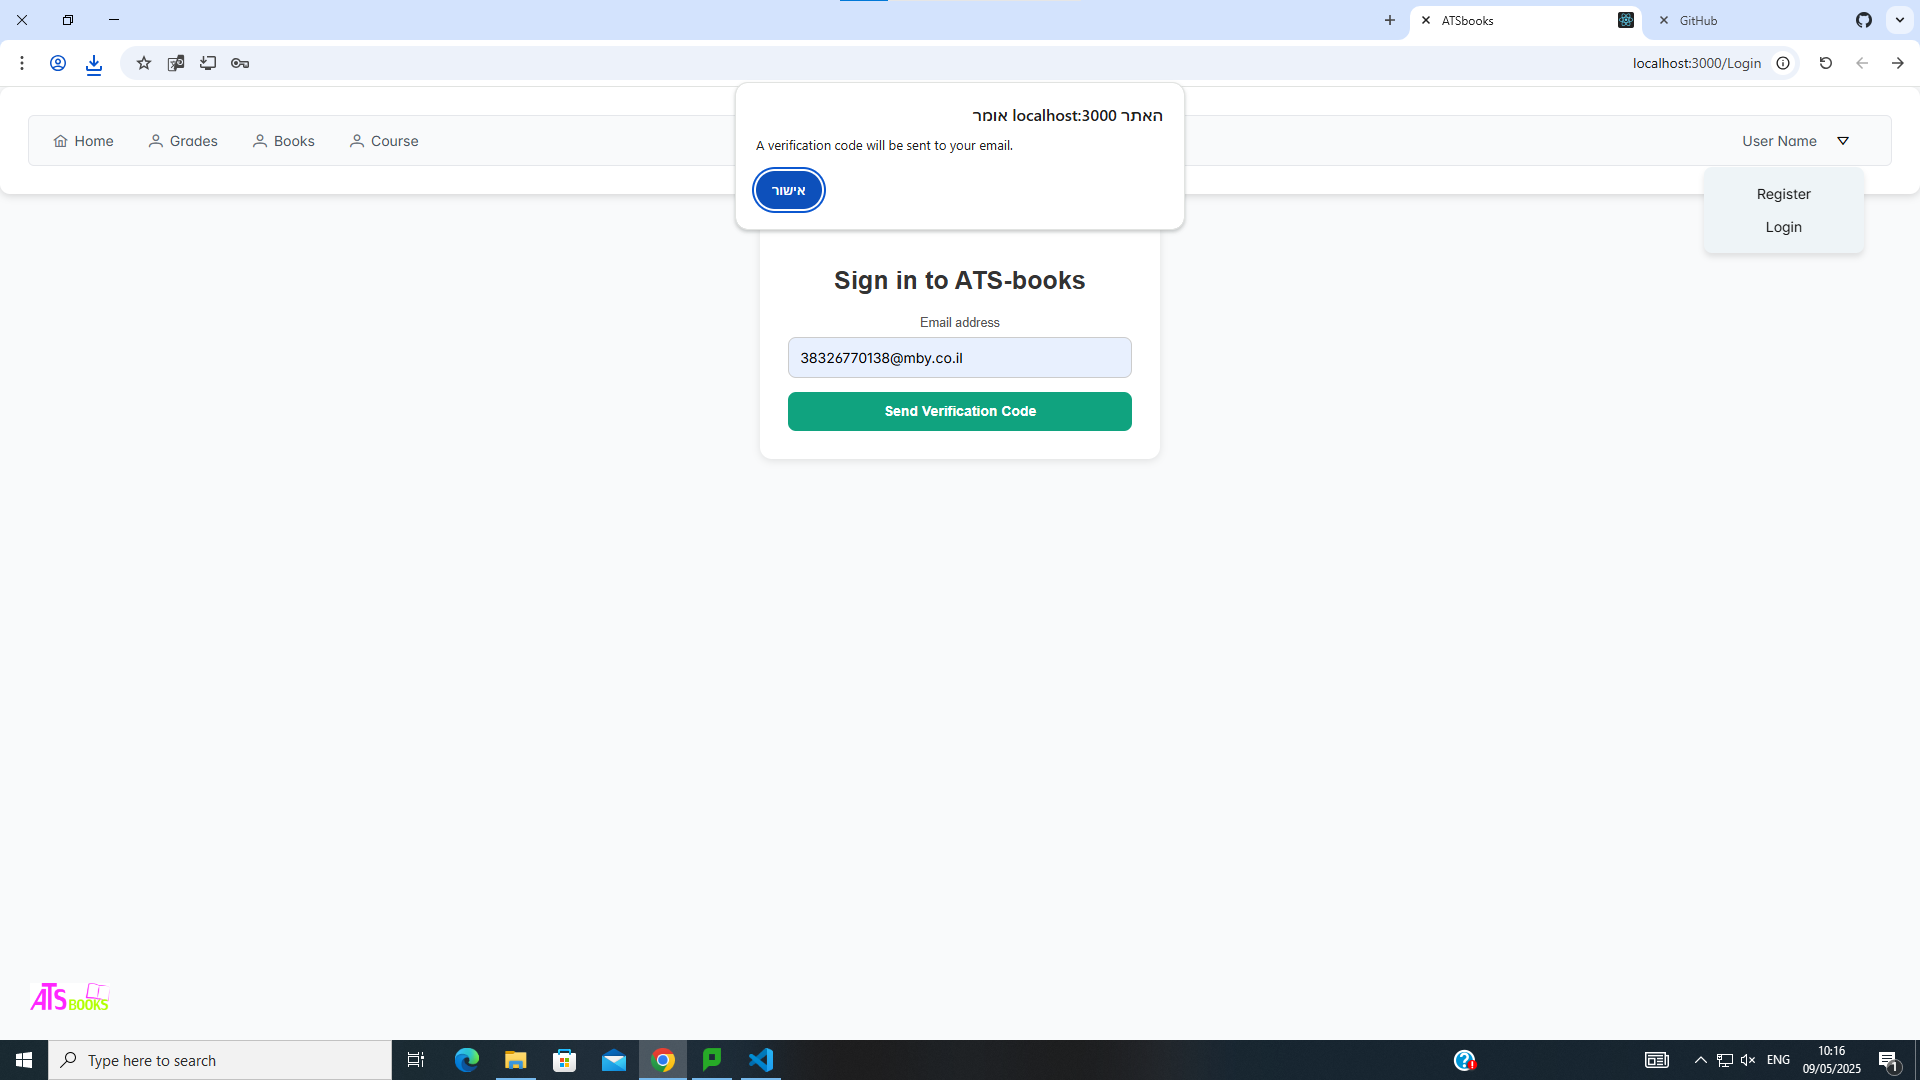 ATSbooks
GitHub
localhost:3000/Login
האתר localhost:3000 אומר
A verification code will be sent to your email.
אישור
Home
Grades
Books
Course
User Name
Register
Login
Sign in to ATS-books
Email address
38326770138@mby.co.il
Send Verification Code
ATS BOOKS
Type here to search
ENG
10:16
09/05/2025
1